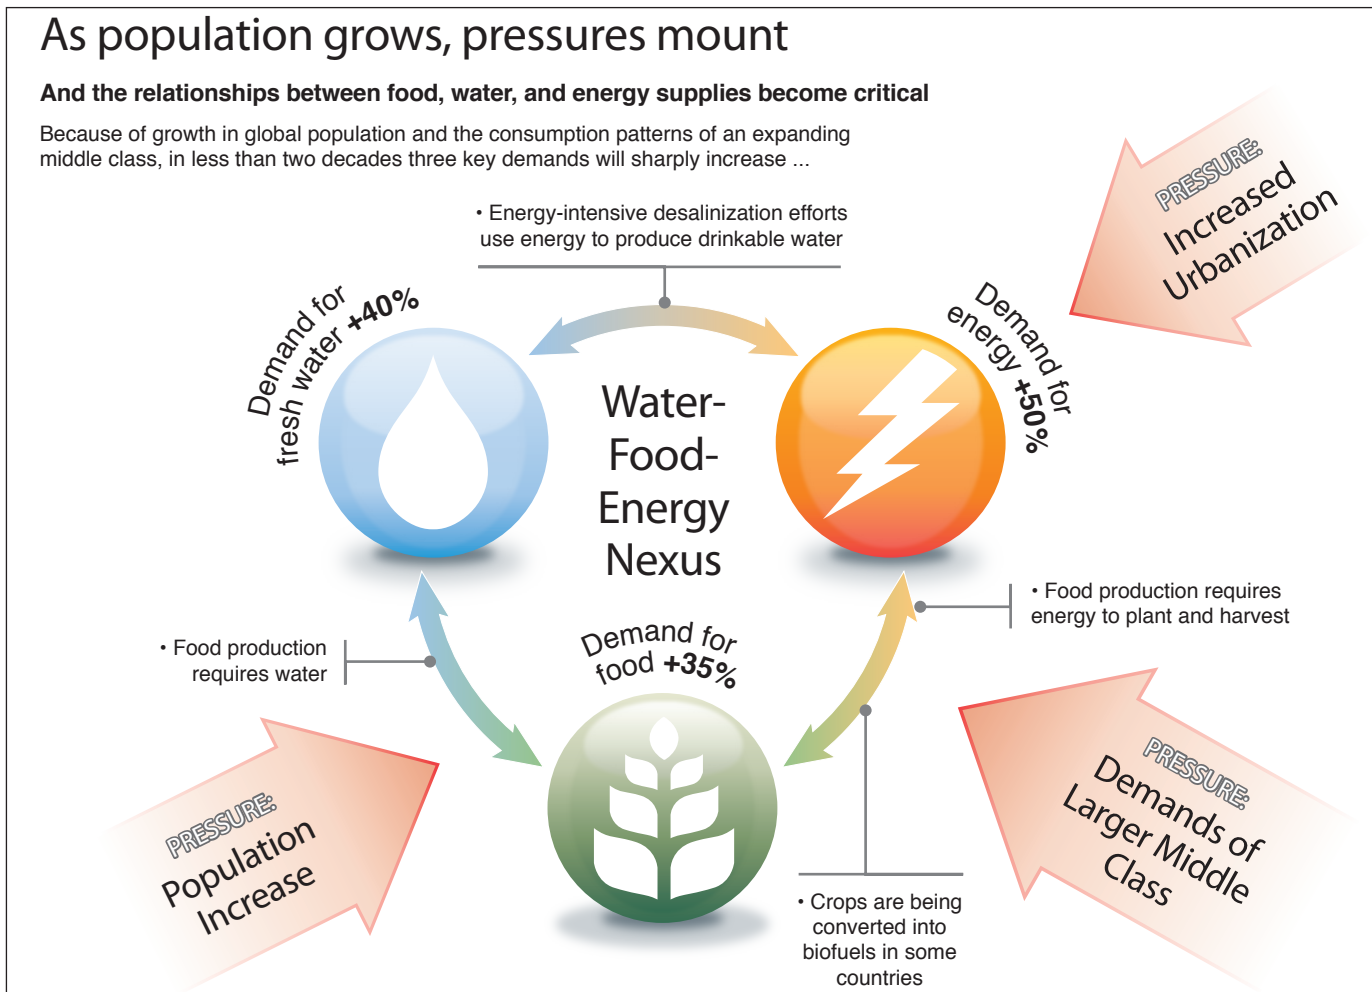 As population grows, pressures mount
And the relationships between food, water, and energy supplies become critical
Because of growth in global population and the consumption patterns of an expanding
middle class, in less than two decades three key demands will sharply increase ...
• Energy-intensive desalinization efforts
use energy to produce drinkable water
PRESSURE:
Increased
Urbanization
Demand for
fresh water +40%
Demand for
energy +50%
Water-
Food-
Energy
Nexus
• Food production requires
energy to plant and harvest
• Food production
requires water
Demand for
food +35%
PRESSURE:
Population
Increase
PRESSURE:
Demands of
Larger Middle
Class
• Crops are being
converted into
biofuels in some
countries